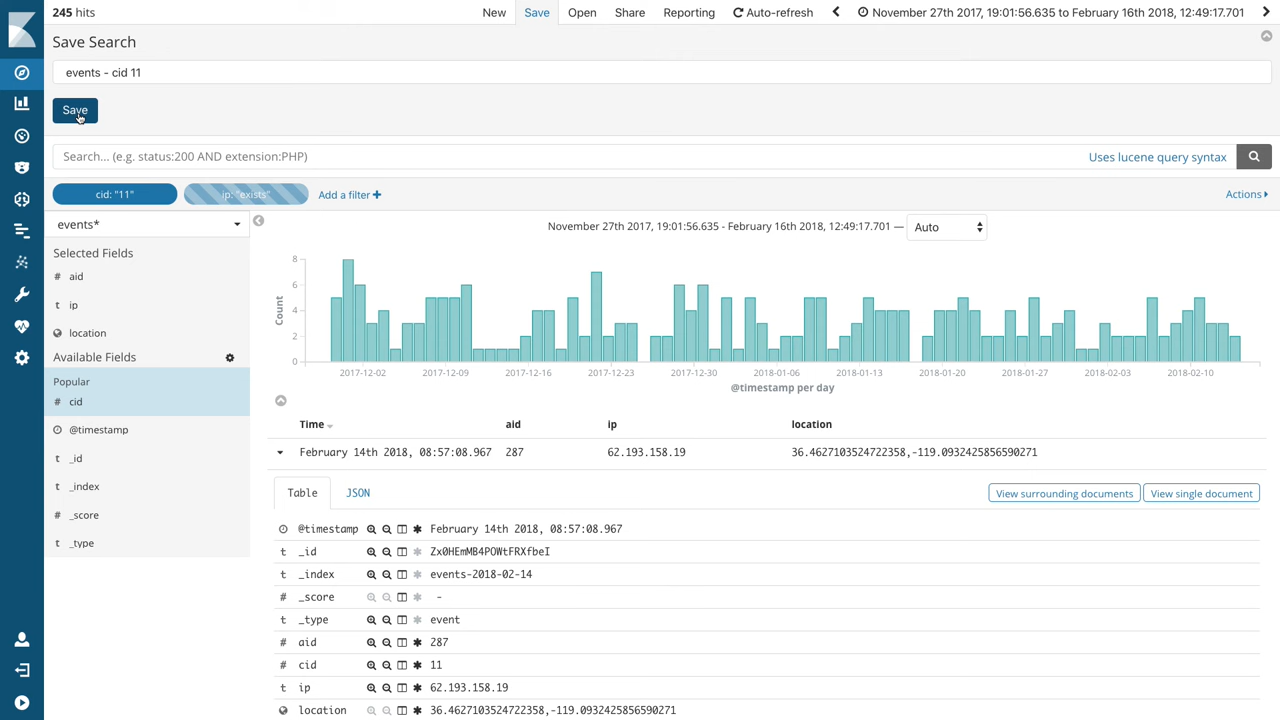 245 hits
New Save Open Share Reporting Auto-refresh November 27th 2017, 19:01:56.635 to February 16th 2018, 12:49:17.701
Save Search
events - cid 11
Save
Search... (e.g. status:200 AND extension:PHP) Uses lucene query syntax
cid: "11" ip: "exists" Add a filter + Actions
events*
November 27th 2017, 19:01:56.635 - February 16th 2018, 12:49:17.701 — Auto
Selected Fields
# aid
t ip
location
Available Fields
Popular
# cid
@timestamp
t _id
t _index
# _score
t _type
8
6
4
2
0
Count
2017-12-02 2017-12-09 2017-12-16 2017-12-23 2017-12-30 2018-01-06 2018-01-13 2018-01-20 2018-01-27 2018-02-03 2018-02-10
@timestamp per day
Time aid ip location
February 14th 2018, 08:57:08.967 287 62.193.158.19 36.4627103524722358,-119.0932425856590271
Table JSON View surrounding documents View single document
@timestamp February 14th 2018, 08:57:08.967
t _id Zx0HEmMB4POWtFRXfbeI
t _index events-2018-02-14
# _score -
t _type event
# aid 287
# cid 11
t ip 62.193.158.19
location 36.4627103524722358,-119.0932425856590271